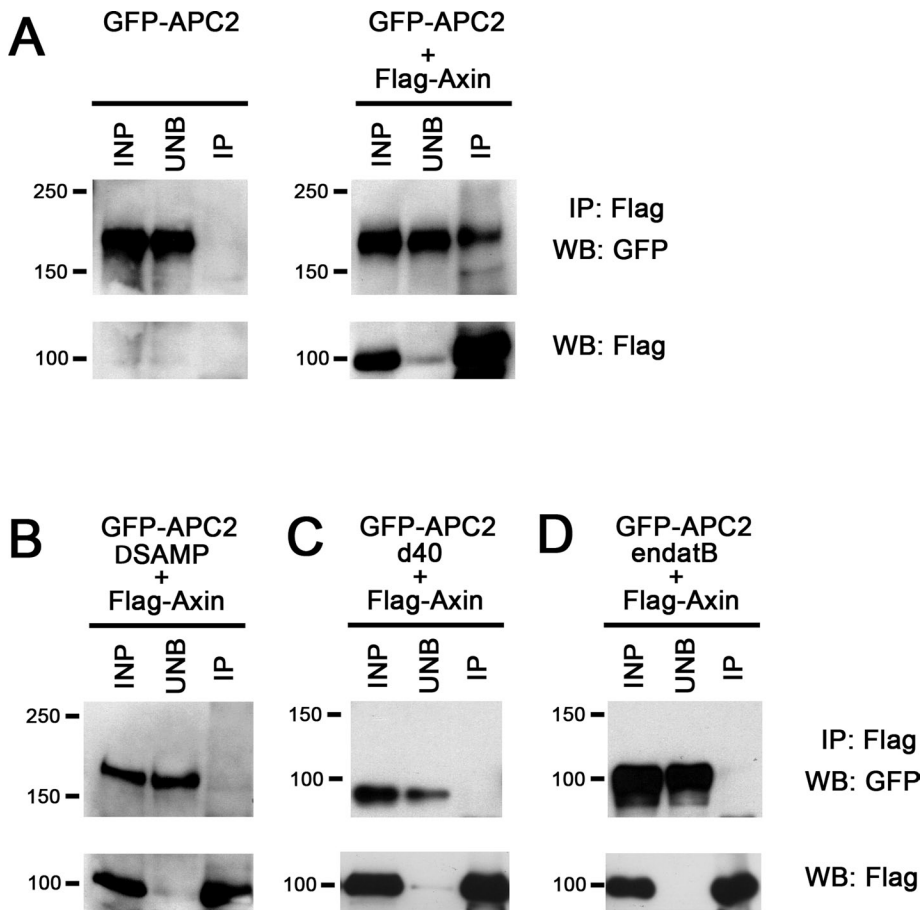 A
GFP-APC2
GFP-APC2
+
Flag-Axin
INP
UNB
IP
INP
UNB
IP
250
150
250
150
IP: Flag
WB: GFP
100
100
WB: Flag
B
GFP-APC2
DSAMP
+
Flag-Axin
C
GFP-APC2
d40
+
Flag-Axin
D
GFP-APC2
endatB
+
Flag-Axin
INP
UNB
IP
INP
UNB
IP
INP
UNB
IP
250
150
150
100
150
100
IP: Flag
WB: GFP
100
100
100
WB: Flag